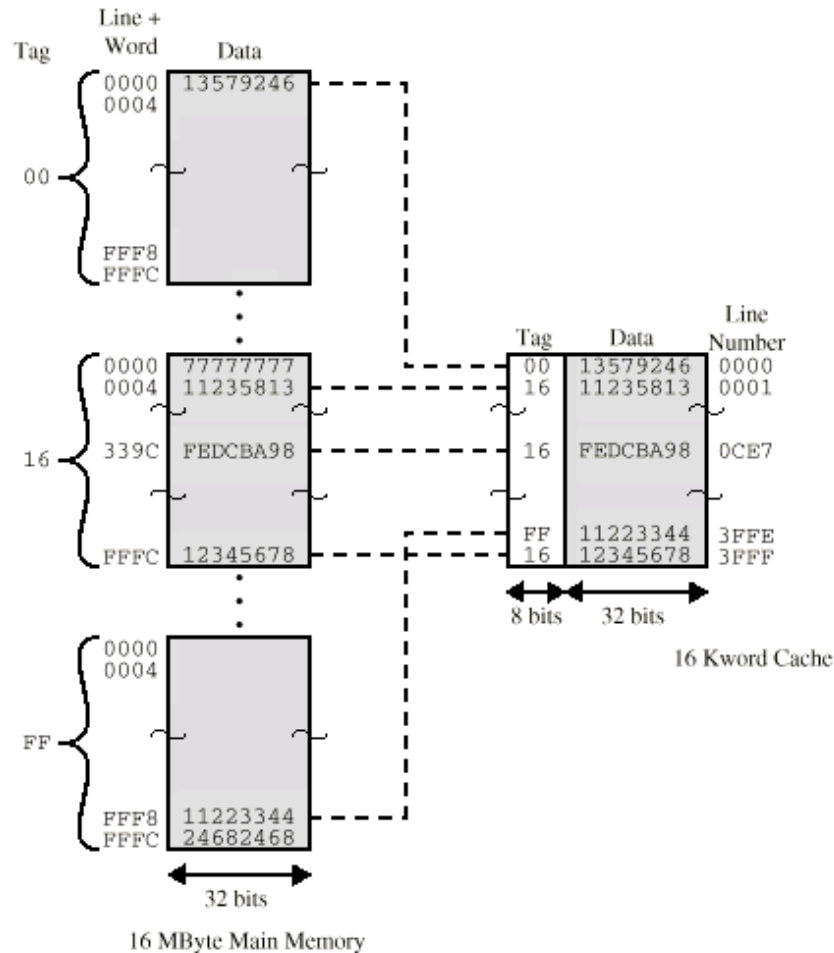 Line +
Tag Word Data
0000 13579246
0004
00
FFF8
FFFC
Line
Tag Data Number
0000 77777777 00 13579246 0000
0004 11235813 16 11235813 0001
16 339C FEDCBA98 16 FEDCBA98 0CE7
FF 11223344 3FFE
FFFC 12345678 16 12345678 3FFF
8 bits 32 bits
0000
0004
16 Kword Cache
FF
FFF8 11223344
FFFC 24682468
32 bits
16 MByte Main Memory